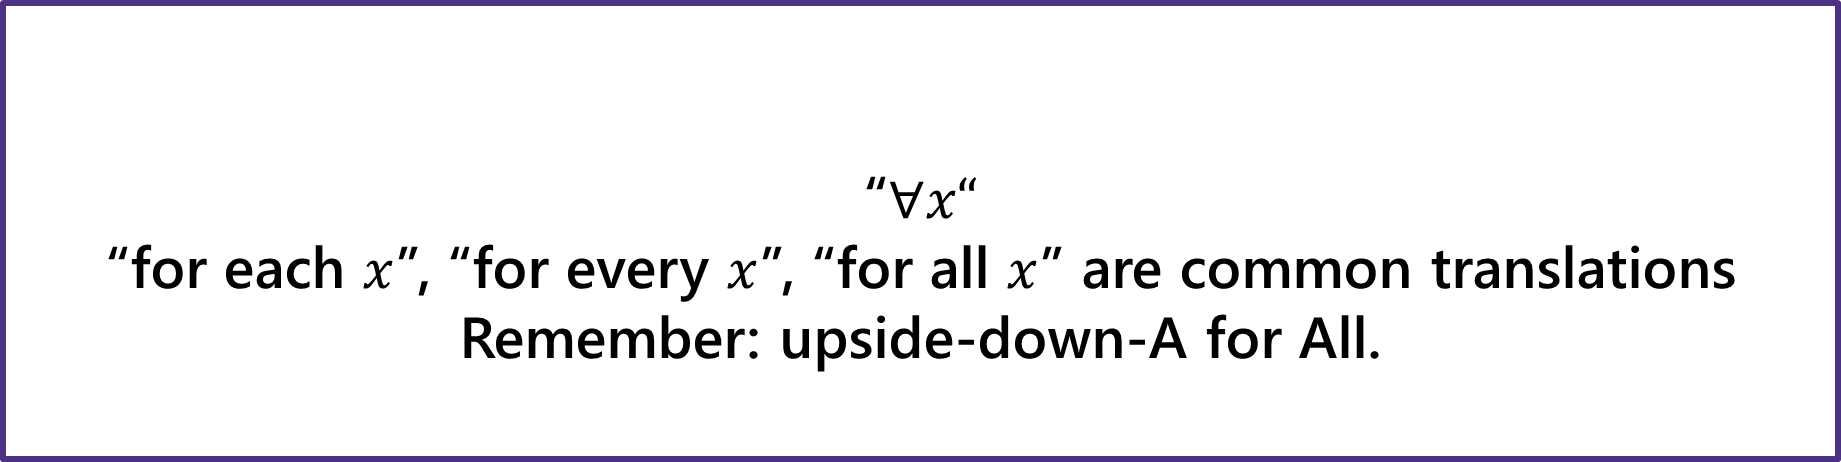 “∀𝑥“
“for each 𝑥”, “for every 𝑥”, “for all 𝑥” are common translations
Remember: upside-down-A for All.